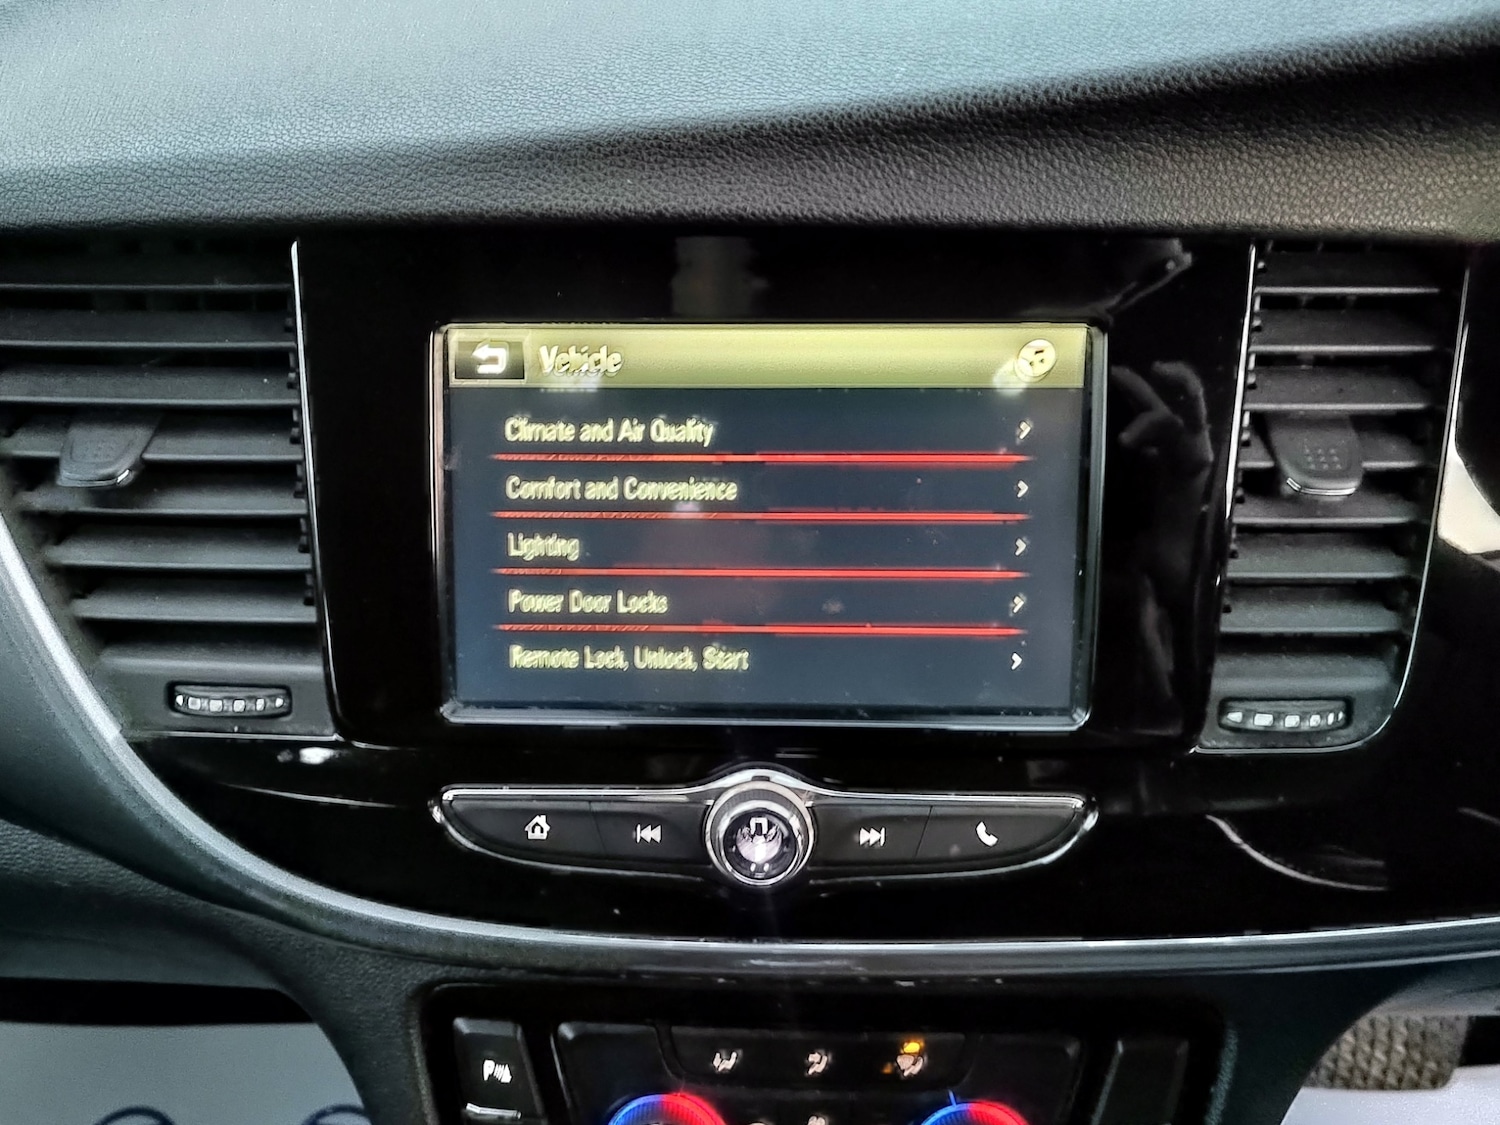 Vehicle
Climate and Air Quality
Comfort and Convenience
Lighting
Power Door Locks
Remote Lock, Unlock, Start
P